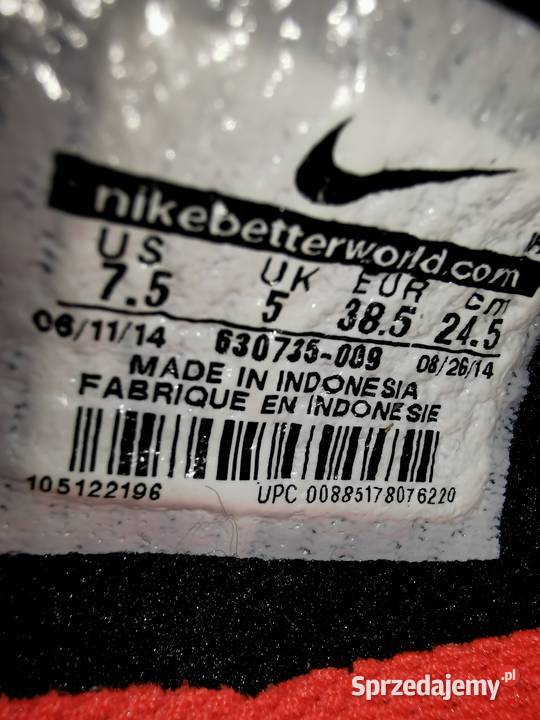 nikebetterworld.com
US UK EUR cm
7.5 5 38.5 24.5
06/11/14 630735-009 08/26/14
MADE IN INDONESIA
FABRIQUE EN INDONESIE
105122196 UPC 00885178076220
Sprzedajemy.pl